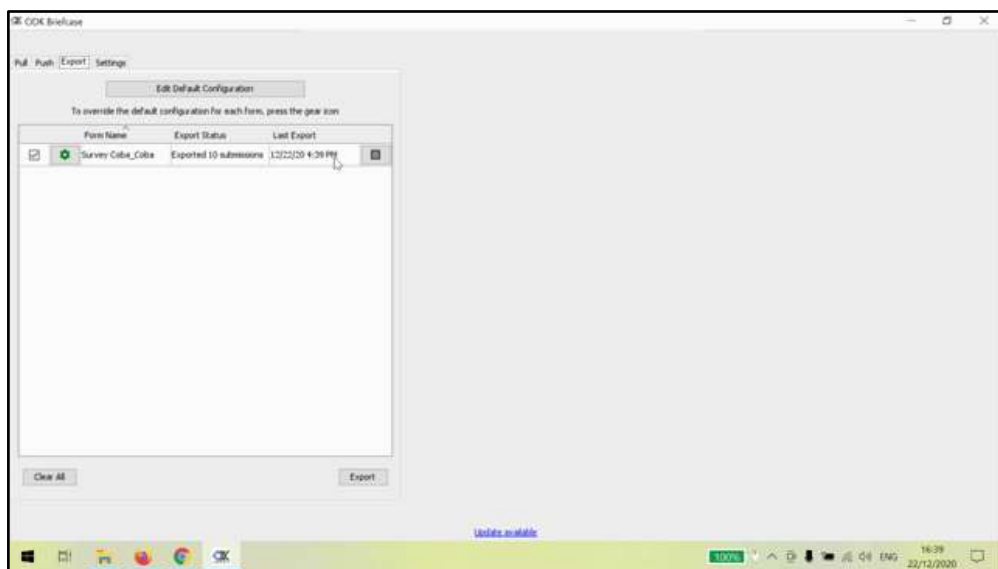 ODK Briefcase
Pull Push Export Settings
Edit Default Configuration
To override the default configuration for each form, press the gear icon
Form Name Export Status Last Export
Survey Coba_Coba Exported 10 submissions 12/22/20 4:39 PM
Clear All Export
Update available
100% ENG 16:39
22/12/2020